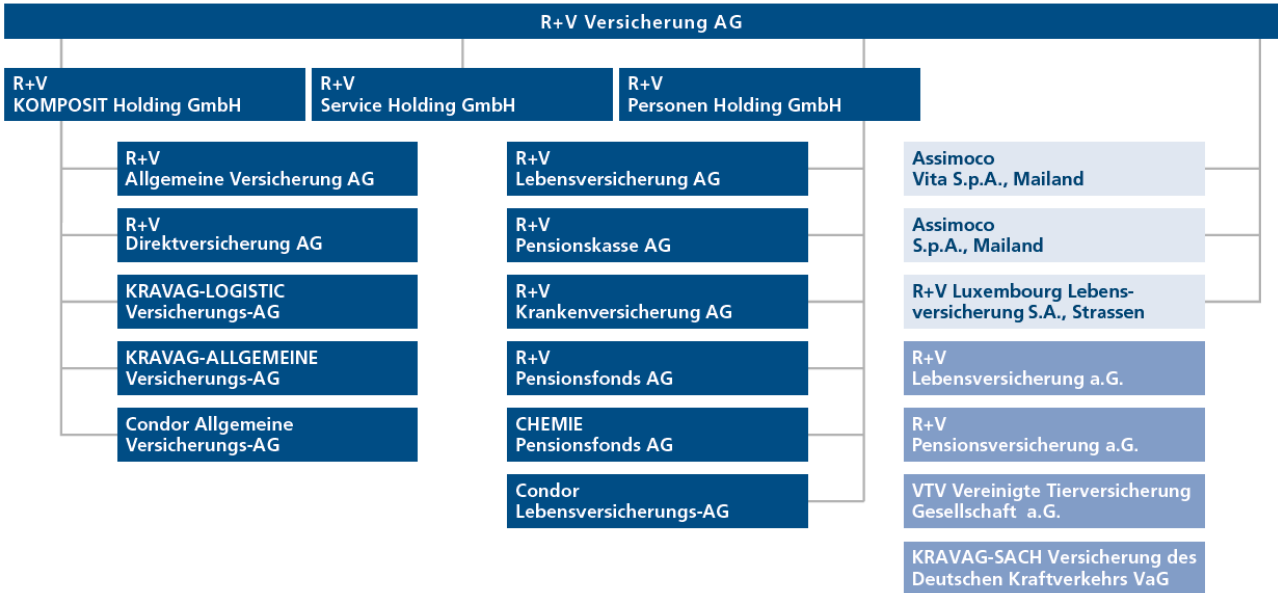 R+V Versicherung AG
R+V
KOMPOSIT Holding GmbH
R+V
Service Holding GmbH
R+V
Personen Holding GmbH
R+V
Allgemeine Versicherung AG
R+V
Direktversicherung AG
KRAVAG-LOGISTIC
Versicherungs-AG
KRAVAG-ALLGEMEINE
Versicherungs-AG
Condor Allgemeine
Versicherungs-AG
R+V
Lebensversicherung AG
R+V
Pensionskasse AG
R+V
Krankenversicherung AG
R+V
Pensionsfonds AG
CHEMIE
Pensionsfonds AG
Condor
Lebensversicherungs-AG
Assimoco
Vita S.p.A., Mailand
Assimoco
S.p.A., Mailand
R+V Luxembourg Lebens-
versicherung S.A., Strassen
R+V
Lebensversicherung a.G.
R+V
Pensionsversicherung a.G.
VTV Vereinigte Tierversicherung
Gesellschaft a.G.
KRAVAG-SACH Versicherung des
Deutschen Kraftverkehrs VaG